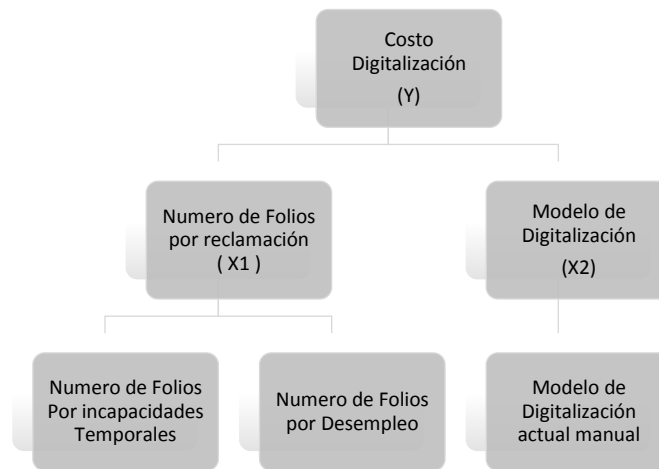 Costo
Digitalización
(Y)
Numero de Folios
por reclamación
( X1 )
Modelo de
Digitalización
(X2)
Numero de Folios
Por incapacidades
Temporales
Numero de Folios
por Desempleo
Modelo de
Digitalización
actual manual